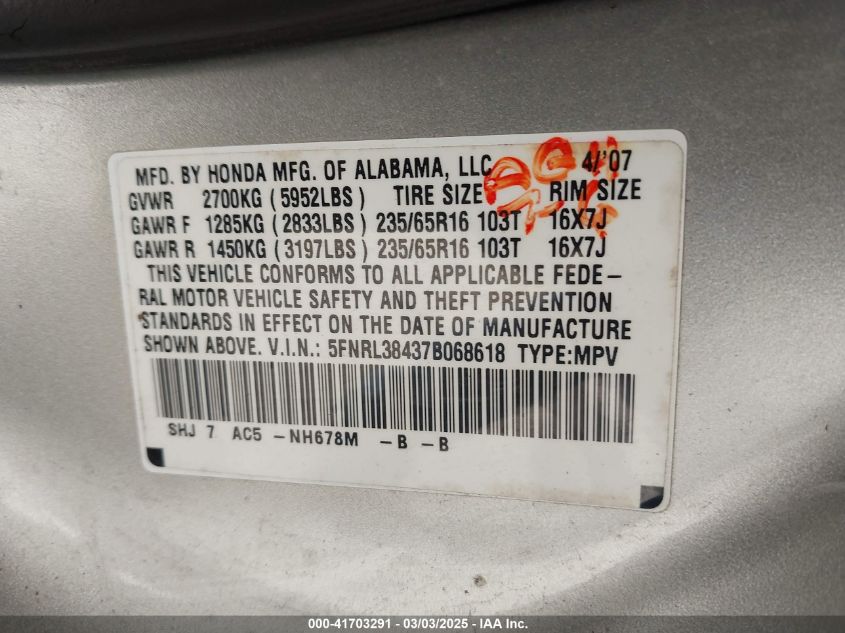 MFD. BY HONDA MFG. OF ALABAMA, LLC 4/'07
GVWR 2700KG (5952LBS) TIRE SIZE RIM SIZE
GAWR F 1285KG (2833LBS) 235/65R16 103T 16X7J
GAWR R 1450KG (3197LBS) 235/65R16 103T 16X7J
THIS VEHICLE CONFORMS TO ALL APPLICABLE FEDE-
RAL MOTOR VEHICLE SAFETY AND THEFT PREVENTION
STANDARDS IN EFFECT ON THE DATE OF MANUFACTURE
SHOWN ABOVE. V.I.N.: 5FNRL38437B068618 TYPE:MPV
SHJ 7 AC5 -NH678M -B -B
000-41703291 - 03/03/2025 - IAA Inc.